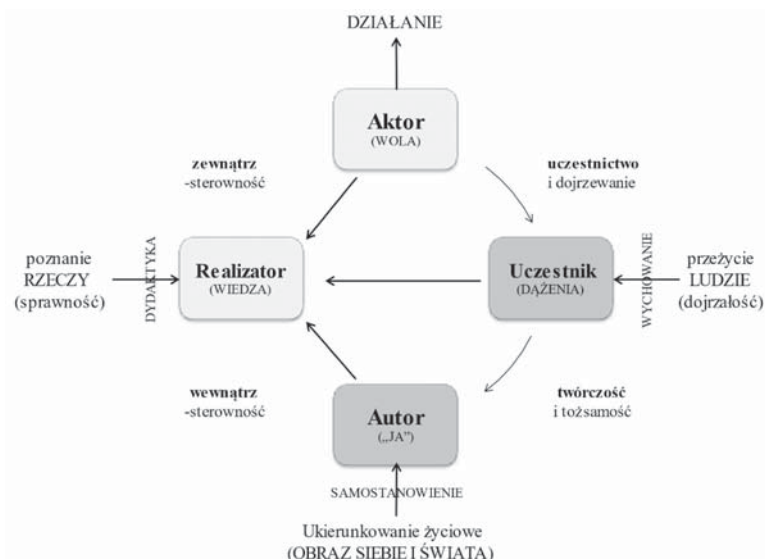 DZIAŁANIE
Aktor
(WOLA)
zewnątrz
-sterowność
uczestnictwo
i dojrzewanie
poznanie
RZECZY
(sprawność)
DYDAKTYKA
Realizator
(WIEDZA)
Uczestnik
(DĄŻENIA)
WYCHOWANIE
przeżycie
LUDZIE
(dojrzałość)
wewnątrz
-sterowność
twórczość
i tożsamość
Autor
(„JA”)
SAMOSTANOWIENIE
Ukierunkowanie życiowe
(OBRAZ SIEBIE I ŚWIATA)